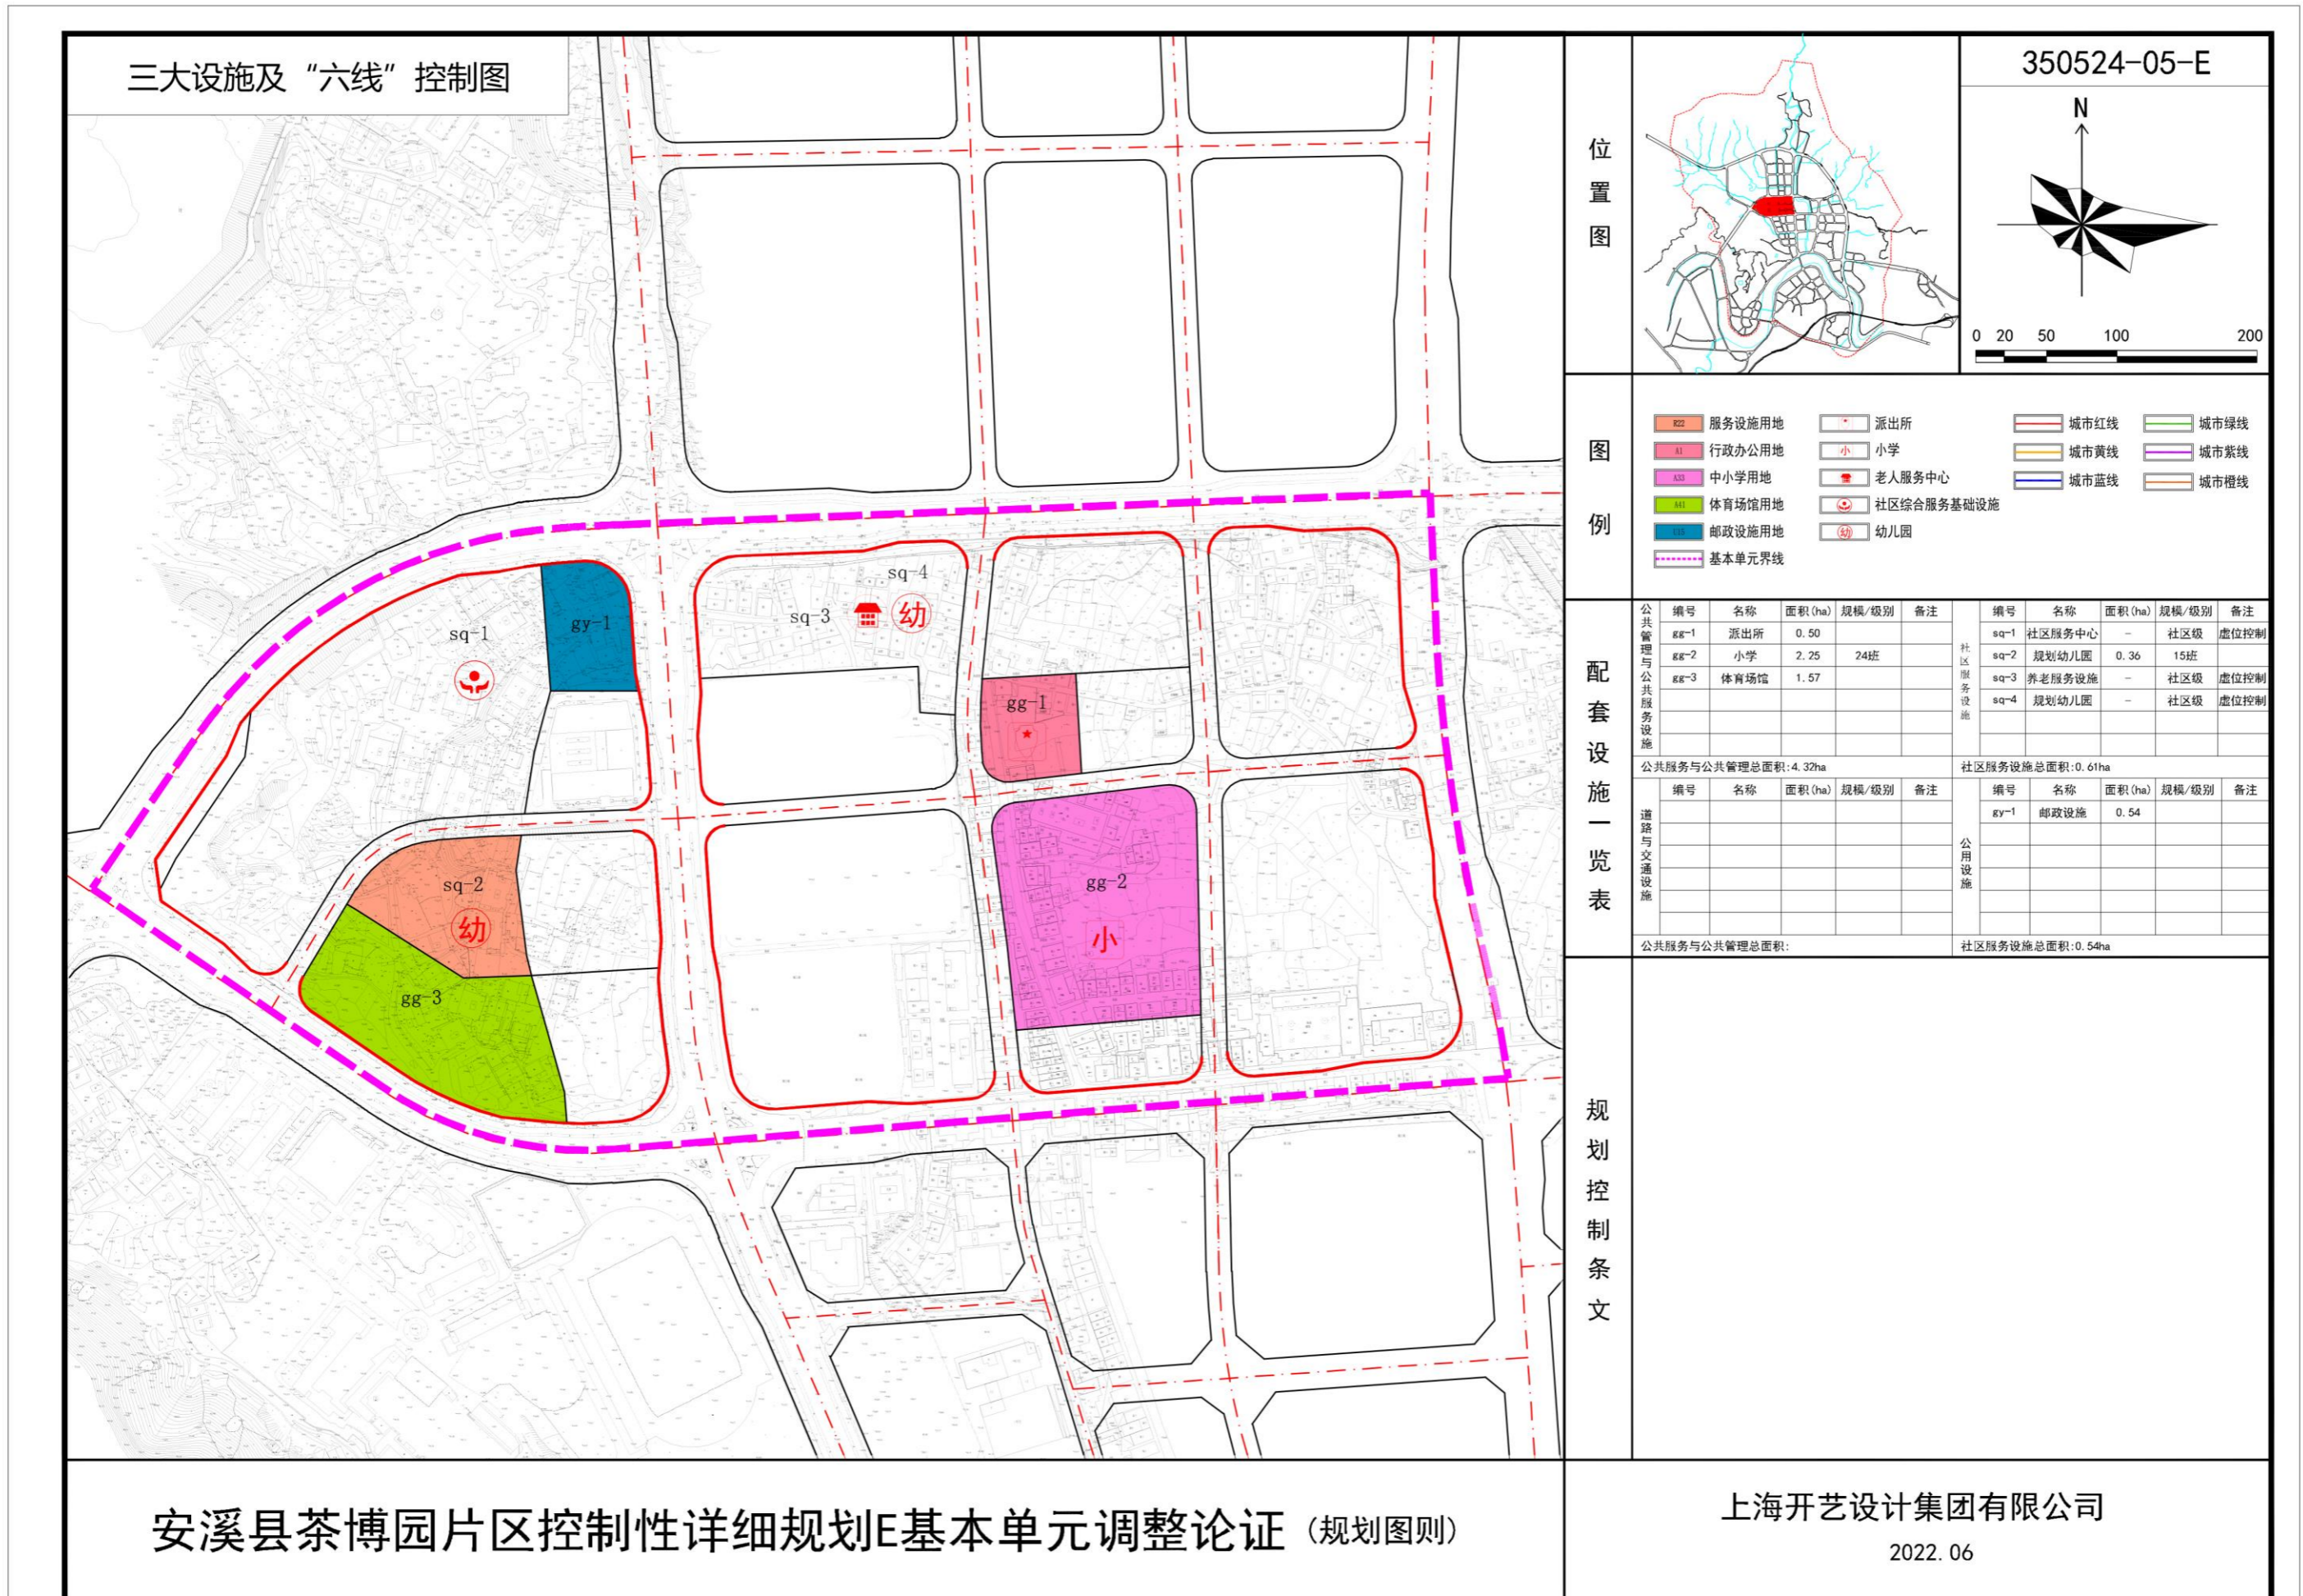 三大设施及“六线”控制图
sq-4
sq-3
幼
sq-1
gy-1
gg-1
sq-2
幼
gg-2
小
gg-3
位置图
350524-05-E
N
0 20 50 100 200
图例
R22 服务设施用地
A1 行政办公用地
A33 中小学用地
A41 体育场馆用地
邮政设施用地
基本单元界线
派出所
小 小学
老人服务中心
社区综合服务基础设施
幼 幼儿园
城市红线
城市黄线
城市蓝线
城市绿线
城市紫线
城市橙线
配套设施一览表
公共管理与公共服务设施
编号 名称 面积(ha) 规模/级别 备注
gg-1 派出所 0.50
gg-2 小学 2.25 24班
gg-3 体育场馆 1.57
公共服务与公共管理总面积:4.32ha
社区服务设施
编号 名称 面积(ha) 规模/级别 备注
sq-1 社区服务中心 - 社区级 虚位控制
sq-2 规划幼儿园 0.36 15班
sq-3 养老服务设施 - 社区级 虚位控制
sq-4 规划幼儿园 - 社区级 虚位控制
社区服务设施总面积:0.61ha
道路与交通设施
编号 名称 面积(ha) 规模/级别 备注
公共服务与公共管理总面积:
公用设施
编号 名称 面积(ha) 规模/级别 备注
gy-1 邮政设施 0.54
社区服务设施总面积:0.54ha
规划控制条文
安溪县茶博园片区控制性详细规划E基本单元调整论证（规划图则）
上海开艺设计集团有限公司
2022.06